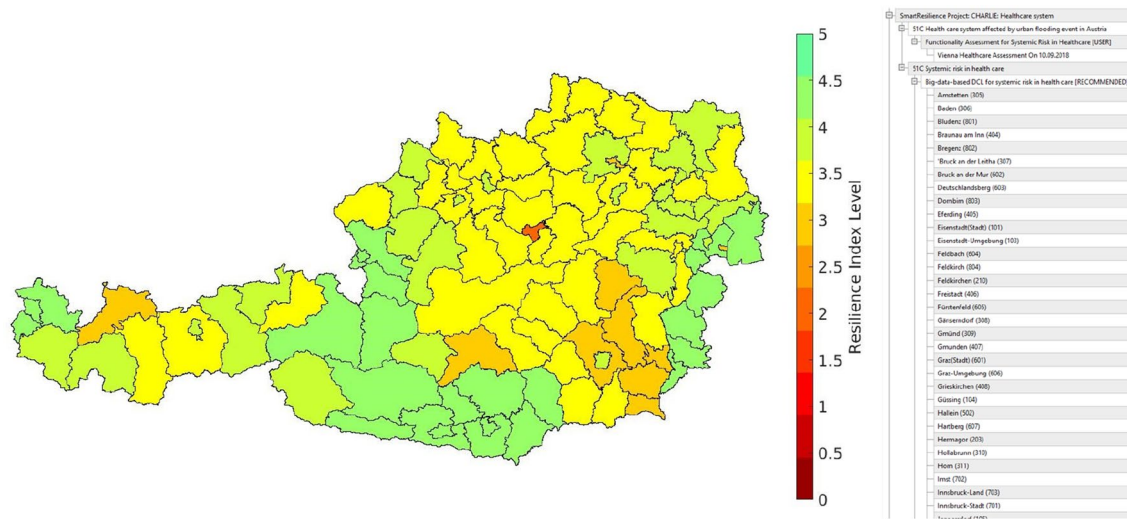 5
4.5
4
3.5
3
2.5
2
1.5
1
0.5
0
Resilience Index Level
SmartResilience Project: CHARLIE: Healthcare system
51C Health care system affected by urban flooding event in Austria
Functionality Assessment for Systemic Risk in Healthcare [USER]
Vienna Healthcare Assessment On 10.09.2018
51C Systemic risk in health care
Big-data-based DCL for systemic risk in health care [RECOMMENDED]
Amstetten (305)
Baden (306)
Bludenz (801)
Braunau am Inn (404)
Bregenz (802)
'Bruck an der Leitha (307)
Bruck an der Mur (602)
Deutschlandsberg (603)
Dornbirn (803)
Eferding (405)
Eisenstadt(Stadt) (101)
Eisenstadt-Umgebung (103)
Feldbach (604)
Feldkirch (804)
Feldkirchen (210)
Freistadt (406)
Fürstenfeld (605)
Gänserndorf (308)
Gmünd (309)
Gmunden (407)
Graz(Stadt) (601)
Graz-Umgebung (606)
Grieskirchen (408)
Güssing (104)
Hallein (502)
Hartberg (607)
Hermagor (203)
Hollabrunn (310)
Horn (311)
Imst (702)
Innsbruck-Land (703)
Innsbruck-Stadt (701)